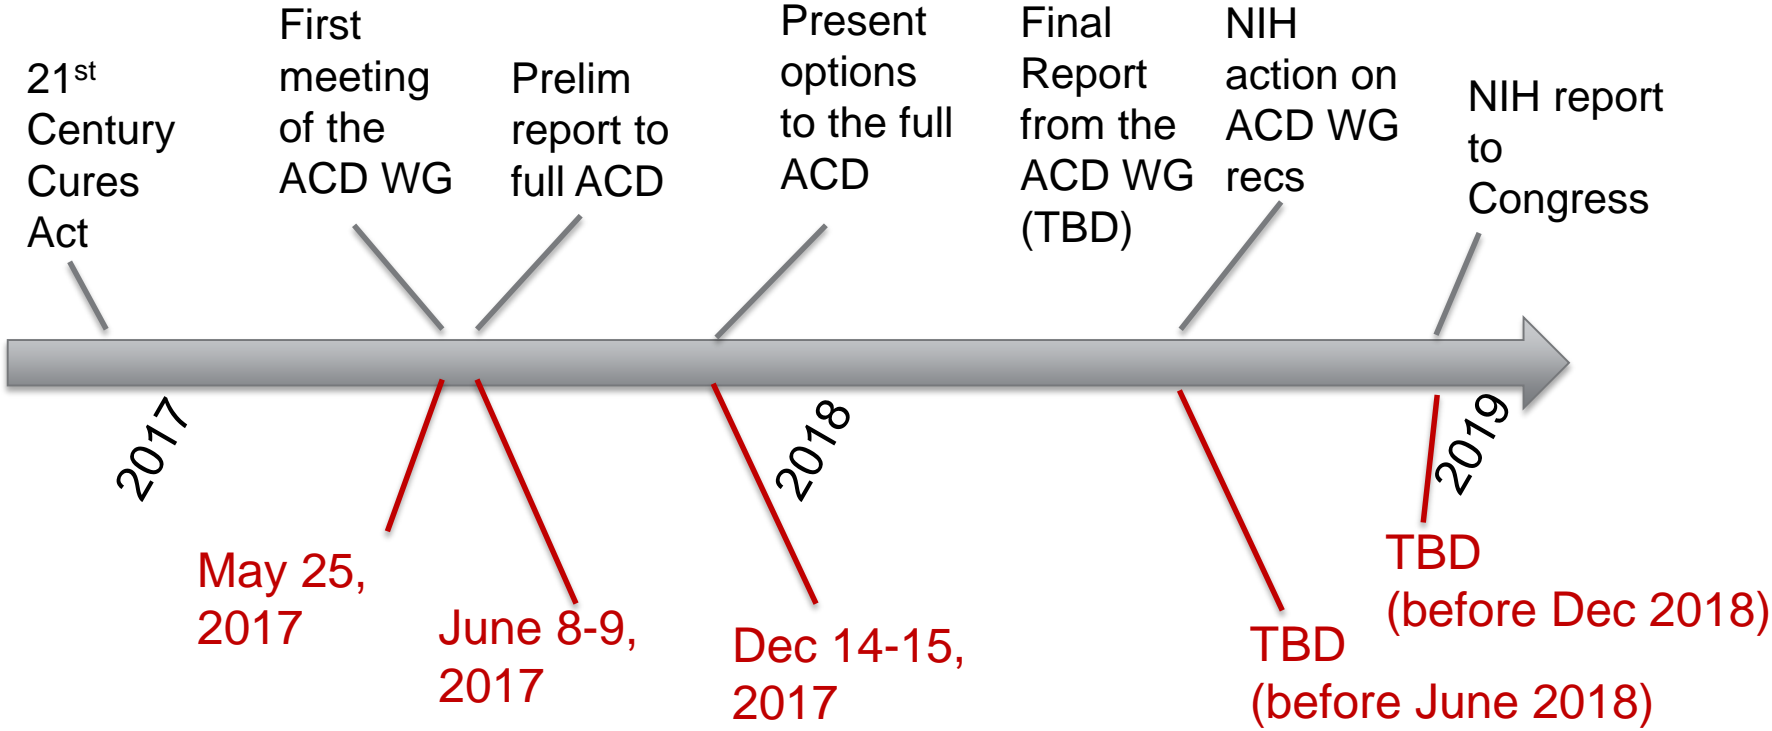 21st
Century
Cures
Act
First
meeting
of the
ACD WG
Prelim
report to
full ACD
Present
options
to the full
ACD
Final
Report
from the
ACD WG
(TBD)
NIH
action on
ACD WG
recs
NIH report
to
Congress
2017
2018
2019
May 25,
2017
June 8-9,
2017
Dec 14-15,
2017
TBD
(before June 2018)
TBD
(before Dec 2018)